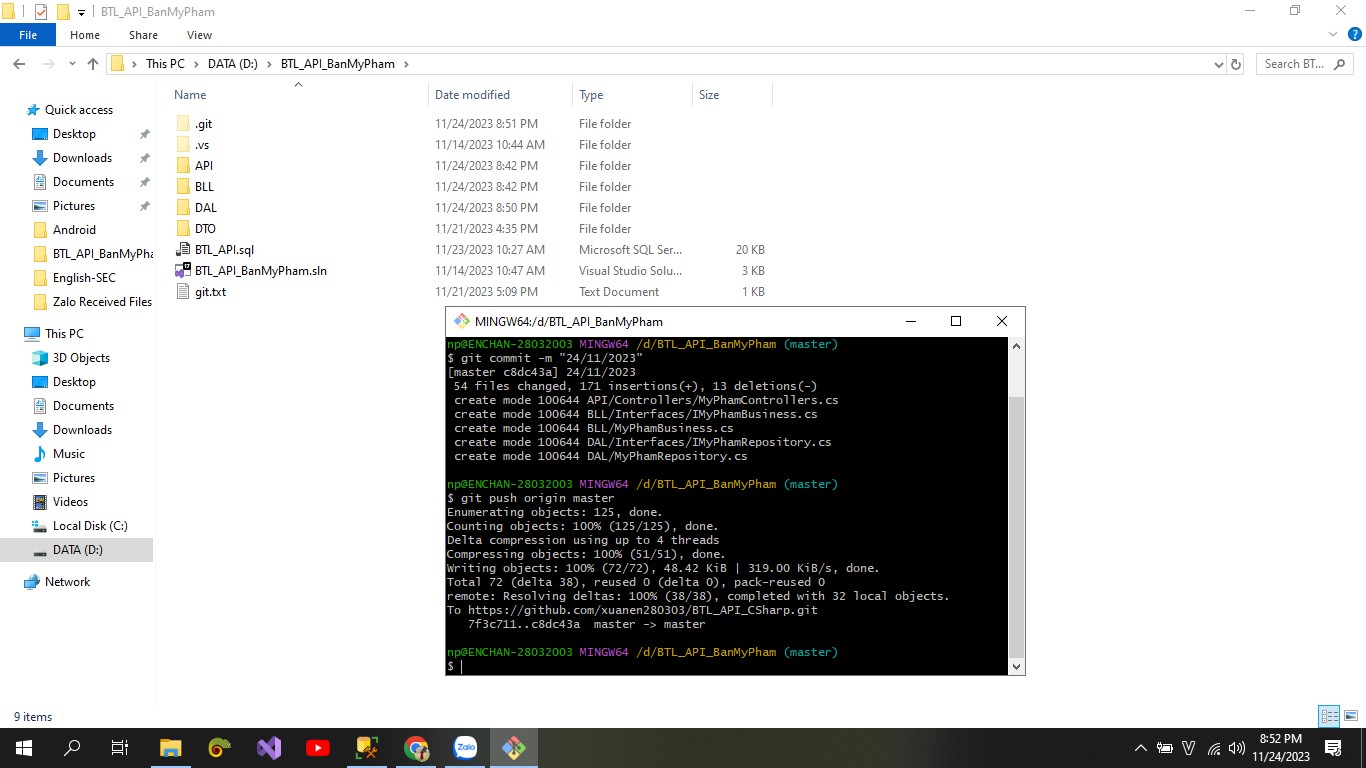 BTL_API_BanMyPham
File Home Share View
This PC DATA (D:) BTL_API_BanMyPham
Search BT...
Name Date modified Type Size
.git 11/24/2023 8:51 PM File folder
.vs 11/14/2023 10:44 AM File folder
API 11/24/2023 8:42 PM File folder
BLL 11/24/2023 8:42 PM File folder
DAL 11/24/2023 8:50 PM File folder
DTO 11/21/2023 4:35 PM File folder
BTL_API.sql 11/23/2023 10:27 AM Microsoft SQL Ser... 20 KB
BTL_API_BanMyPham.sln 11/14/2023 10:47 AM Visual Studio Solu... 3 KB
git.txt 11/21/2023 5:09 PM Text Document 1 KB
Quick access
Desktop
Downloads
Documents
Pictures
Android
BTL_API_BanMyPha
English-SEC
Zalo Received Files
This PC
3D Objects
Desktop
Documents
Downloads
Music
Pictures
Videos
Local Disk (C:)
DATA (D:)
Network
MINGW64:/d/BTL_API_BanMyPham
np@ENCHAN-28032003 MINGW64 /d/BTL_API_BanMyPham (master)
$ git commit -m "24/11/2023"
[master c8dc43a] 24/11/2023
54 files changed, 171 insertions(+), 13 deletions(-)
create mode 100644 API/Controllers/MyPhamControllers.cs
create mode 100644 BLL/Interfaces/IMyPhamBusiness.cs
create mode 100644 BLL/MyPhamBusiness.cs
create mode 100644 DAL/Interfaces/IMyPhamRepository.cs
create mode 100644 DAL/MyPhamRepository.cs
np@ENCHAN-28032003 MINGW64 /d/BTL_API_BanMyPham (master)
$ git push origin master
Enumerating objects: 125, done.
Counting objects: 100% (125/125), done.
Delta compression using up to 4 threads
Compressing objects: 100% (51/51), done.
Writing objects: 100% (72/72), 48.42 KiB | 319.00 KiB/s, done.
Total 72 (delta 38), reused 0 (delta 0), pack-reused 0
remote: Resolving deltas: 100% (38/38), completed with 32 local objects.
To https://github.com/xuanen280303/BTL_API_CSharp.git
7f3c711..c8dc43a master -> master
np@ENCHAN-28032003 MINGW64 /d/BTL_API_BanMyPham (master)
$
9 items
Zalo
V
8:52 PM
11/24/2023